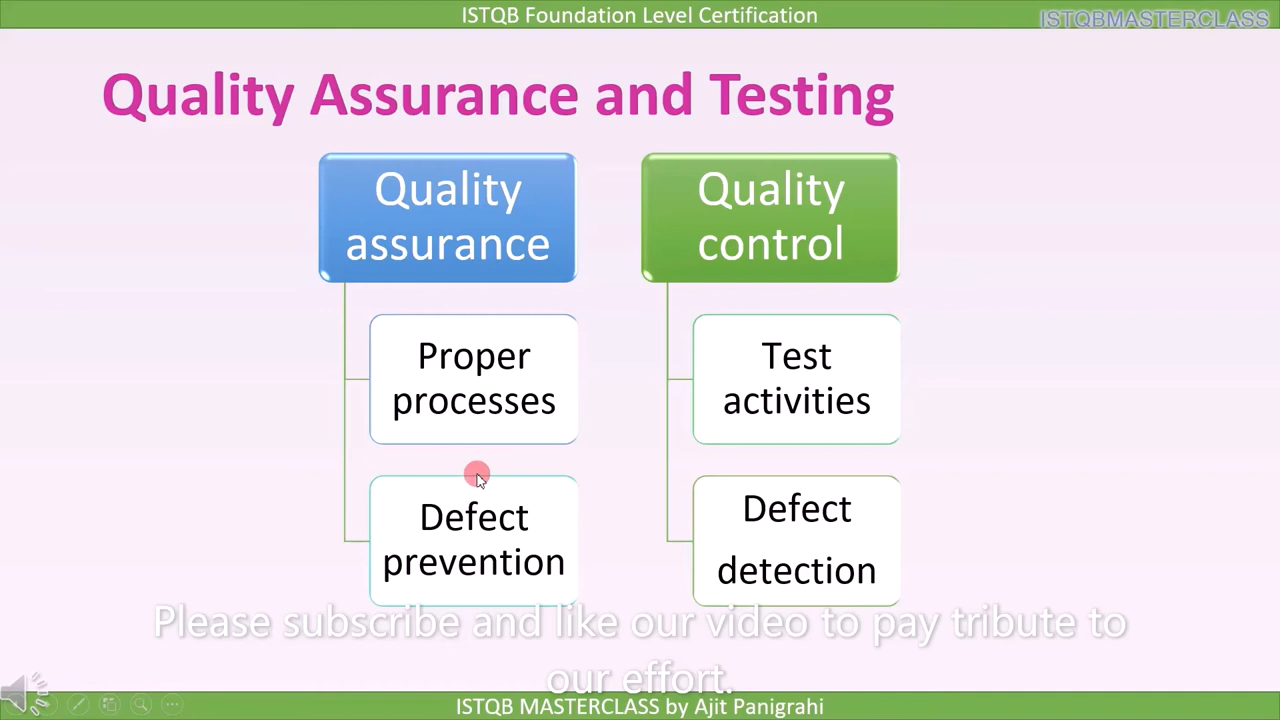 ISTQB Foundation Level Certification
ISTQBMASTERCLASS
Quality Assurance and Testing
Quality
assurance
Proper
processes
Defect
prevention
Quality
control
Test
activities
Defect
detection
Please subscribe and like our video to pay tribute to
our effort.
ISTQB MASTERCLASS by Ajit Panigrahi